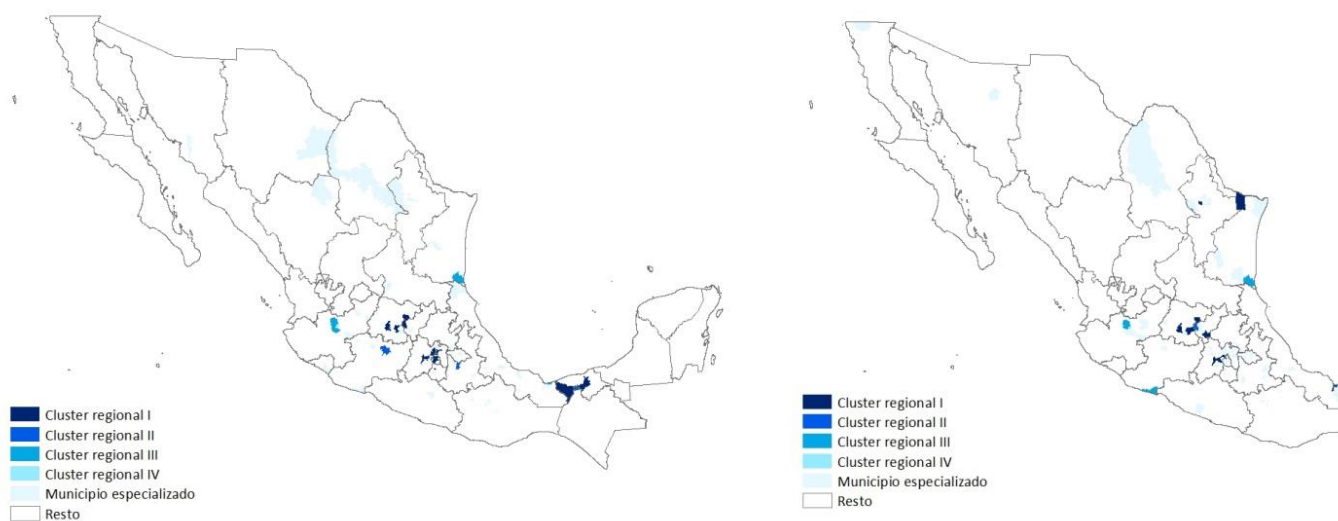 Cluster regional I
Cluster regional II
Cluster regional III
Cluster regional IV
Municipio especializado
Resto
Cluster regional I
Cluster regional II
Cluster regional III
Cluster regional IV
Municipio especializado
Resto